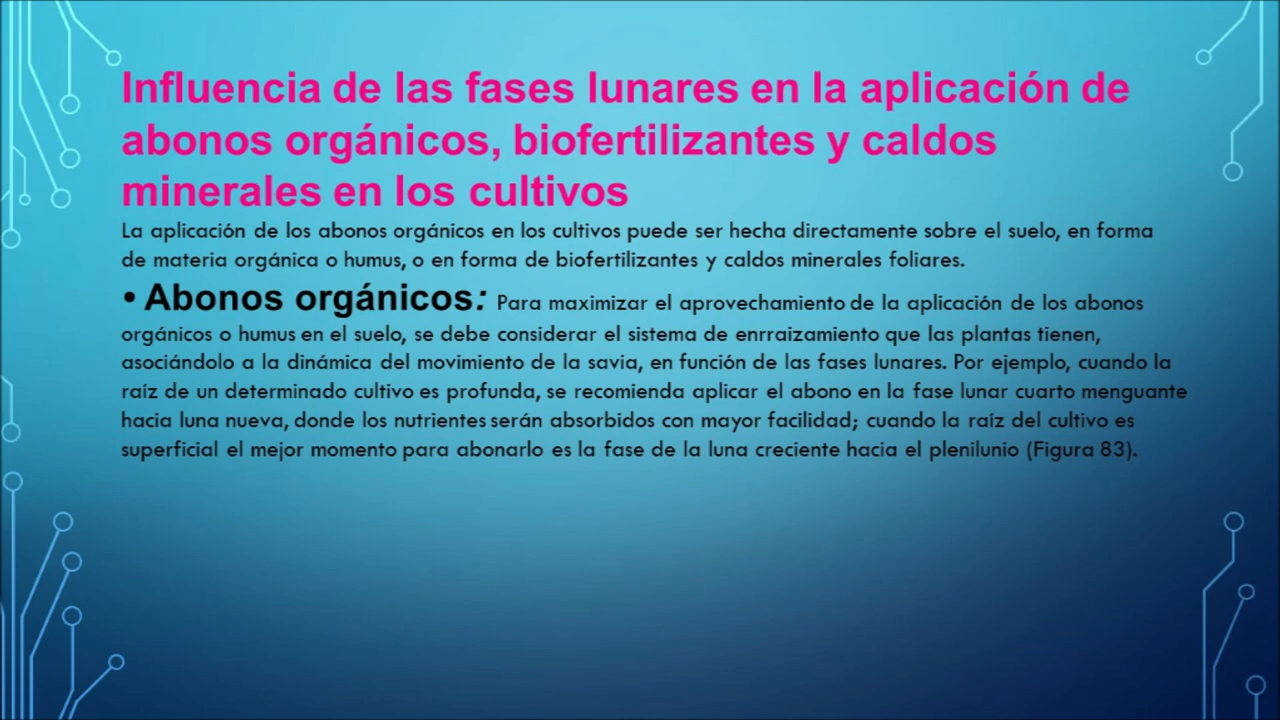 Influencia de las fases lunares en la aplicación de
abonos orgánicos, biofertilizantes y caldos
minerales en los cultivos
La aplicación de los abonos orgánicos en los cultivos puede ser hecha directamente sobre el suelo, en forma
de materia orgánica o humus, o en forma de biofertilizantes y caldos minerales foliares.
• Abonos orgánicos: Para maximizar el aprovechamiento de la aplicación de los abonos
orgánicos o humus en el suelo, se debe considerar el sistema de enrraizamiento que las plantas tienen,
asociándolo a la dinámica del movimiento de la savia, en función de las fases lunares. Por ejemplo, cuando la
raíz de un determinado cultivo es profunda, se recomienda aplicar el abono en la fase lunar cuarto menguante
hacia luna nueva, donde los nutrientes serán absorbidos con mayor facilidad; cuando la raíz del cultivo es
superficial el mejor momento para abonarlo es la fase de la luna creciente hacia el plenilunio (Figura 83).